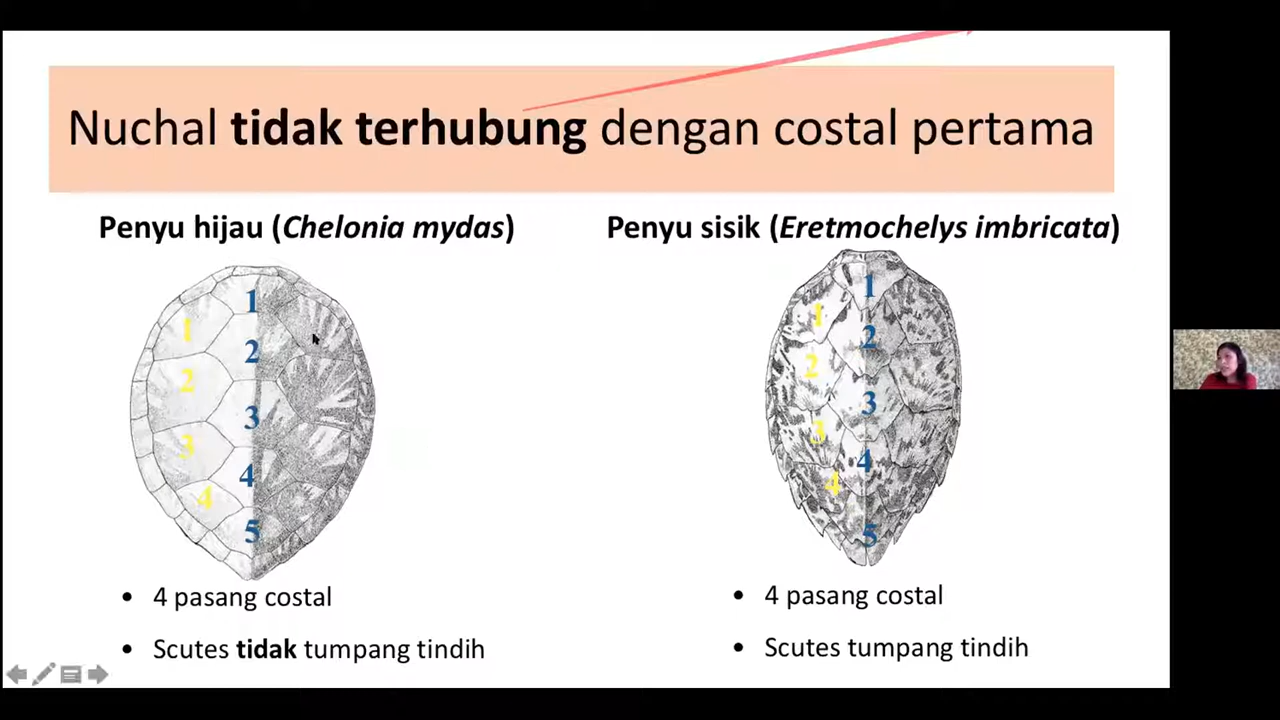 Nuchal tidak terhubung dengan costal pertama
Penyu hijau (Chelonia mydas)
1
1
2
2
3
3
4
4
5
• 4 pasang costal
• Scutes tidak tumpang tindih
Penyu sisik (Eretmochelys imbricata)
1
1
2
2
3
3
4
4
5
• 4 pasang costal
• Scutes tumpang tindih